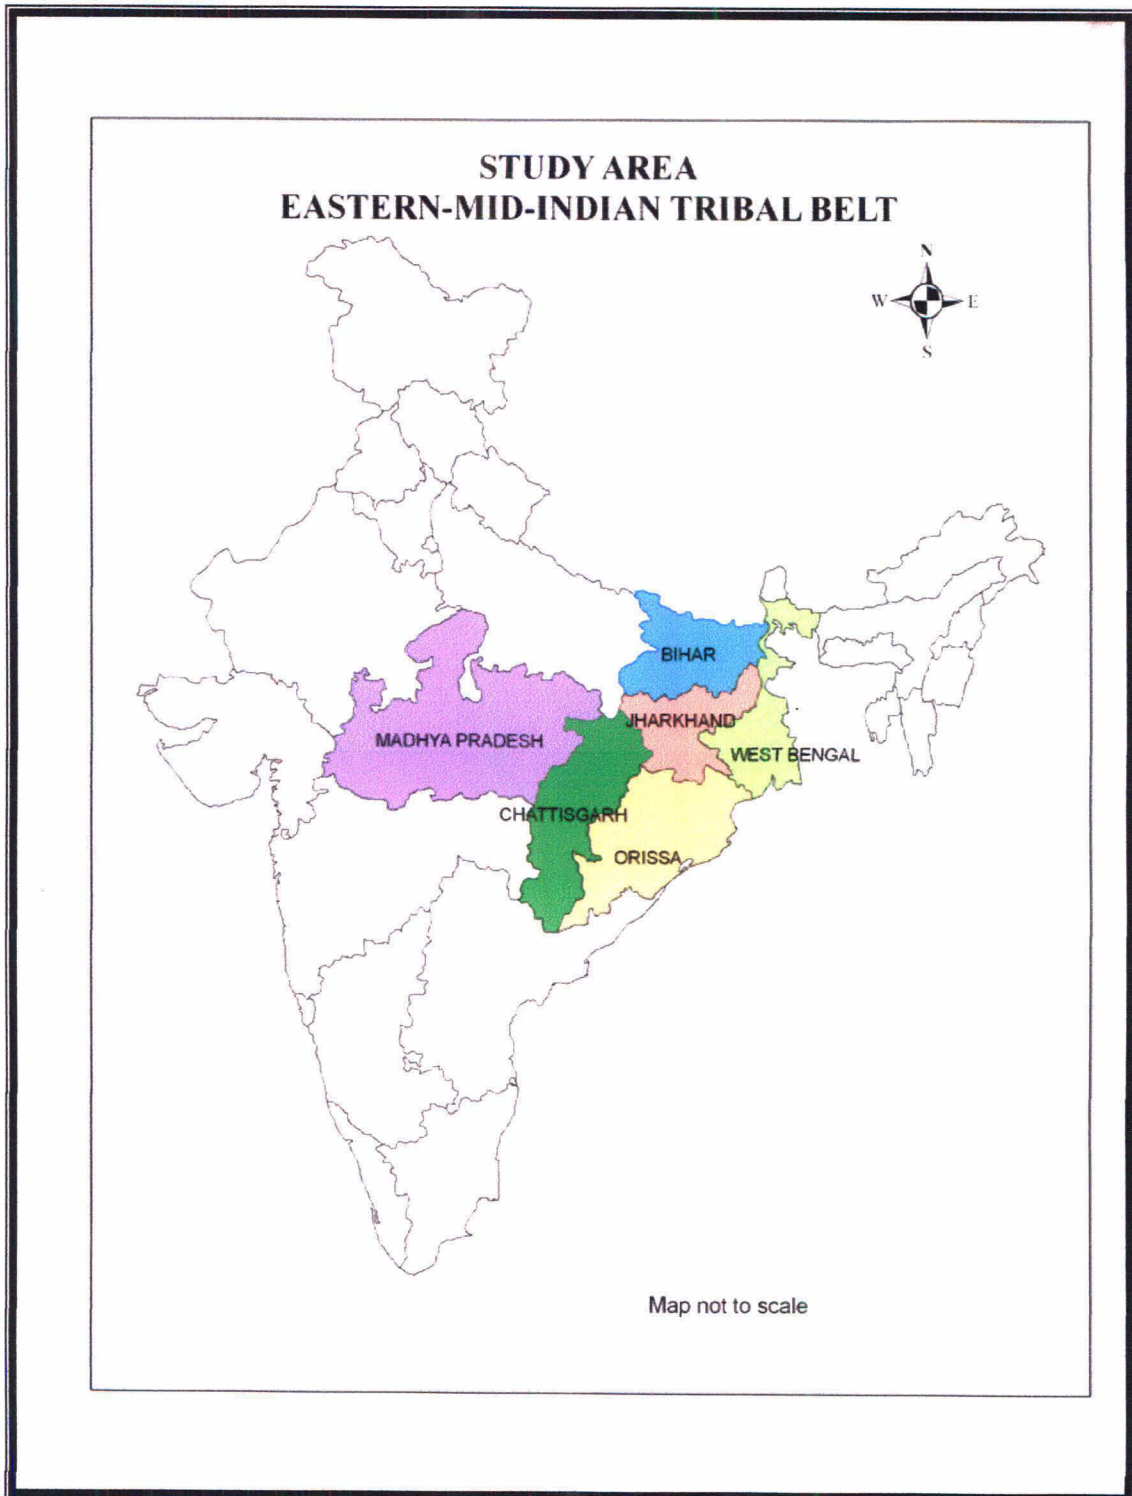 STUDY AREA
EASTERN-MID-INDIAN TRIBAL BELT
N
W E
S
BIHAR
JHARKHAND
MADHYA PRADESH
WEST BENGAL
CHATTISGARH
ORISSA
Map not to scale